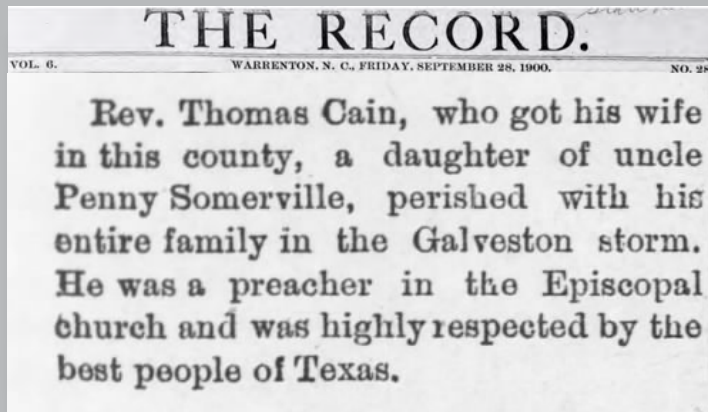 THE RECORD.
VOL. 6. WARRENTON, N. C., FRIDAY, SEPTEMBER 28, 1900. NO. 28
Rev. Thomas Cain, who got his wife
in this county, a daughter of uncle
Penny Somerville, perished with his
entire family in the Galveston storm.
He was a preacher in the Episcopal
church and was highly respected by the
best people of Texas.